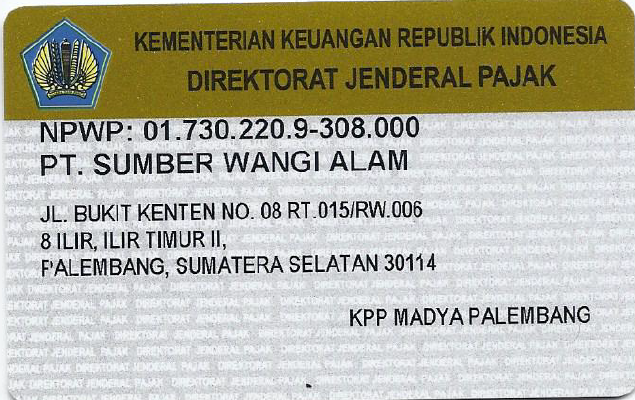 KEMENTERIAN KEUANGAN REPUBLIK INDONESIA
DIREKTORAT JENDERAL PAJAK
NPWP: 01.730.220.9-308.000
PT. SUMBER WANGI ALAM
JL. BUKIT KENTEN NO. 08 RT.015/RW.006
8 ILIR, ILIR TIMUR II,
PALEMBANG, SUMATERA SELATAN 30114
KPP MADYA PALEMBANG